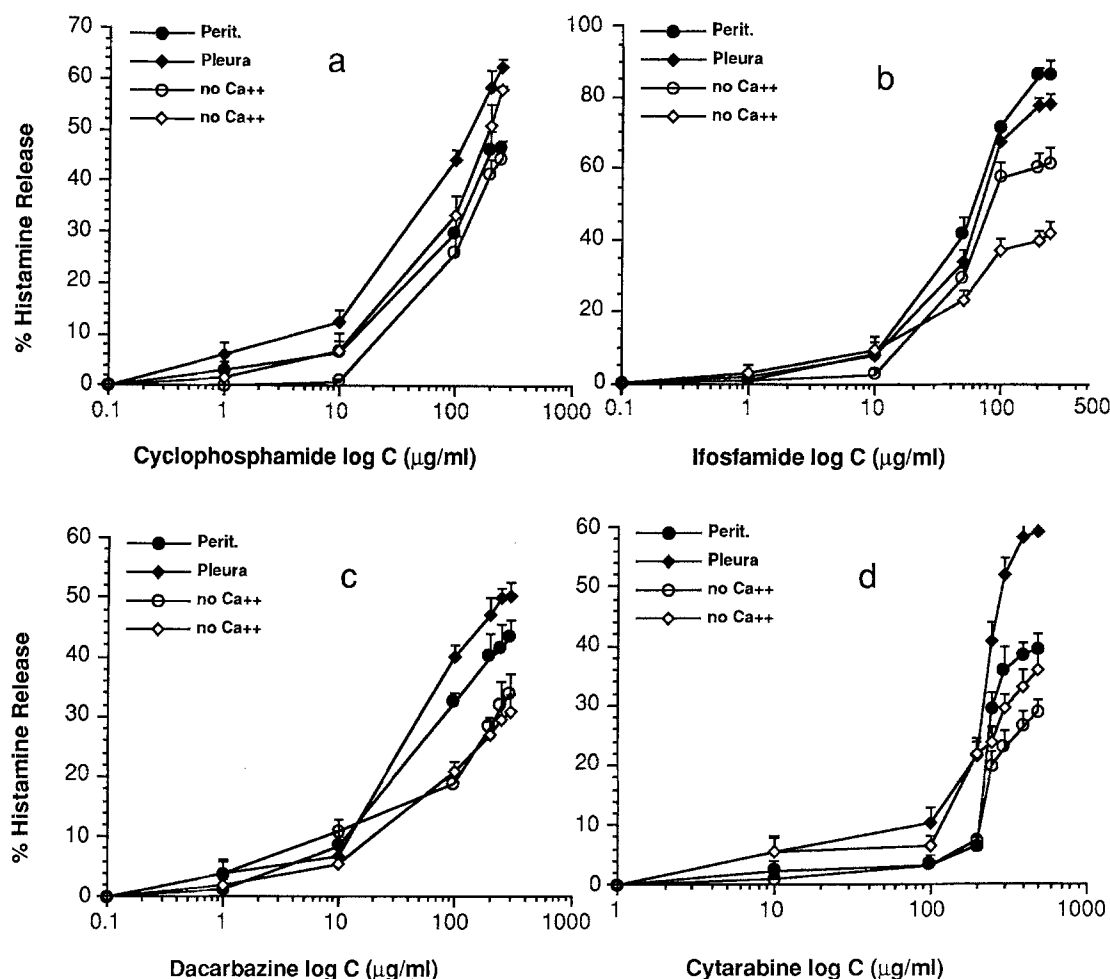 a
Perit.
Pleura
no Ca++
no Ca++
% Histamine Release
70
60
50
40
30
20
10
0
0.1
1
10
100
1000
Cyclophosphamide log C (µg/ml)
b
Perit.
Pleura
no Ca++
no Ca++
100
80
60
40
20
0
0.1
1
10
100
500
Ifosfamide log C (µg/ml)
c
Perit.
Pleura
no Ca++
no Ca++
% Histamine Release
60
50
40
30
20
10
0
0.1
1
10
100
1000
Dacarbazine log C (µg/ml)
d
Perit.
Pleura
no Ca++
no Ca++
60
50
40
30
20
10
0
1
10
100
1000
Cytarabine log C (µg/ml)